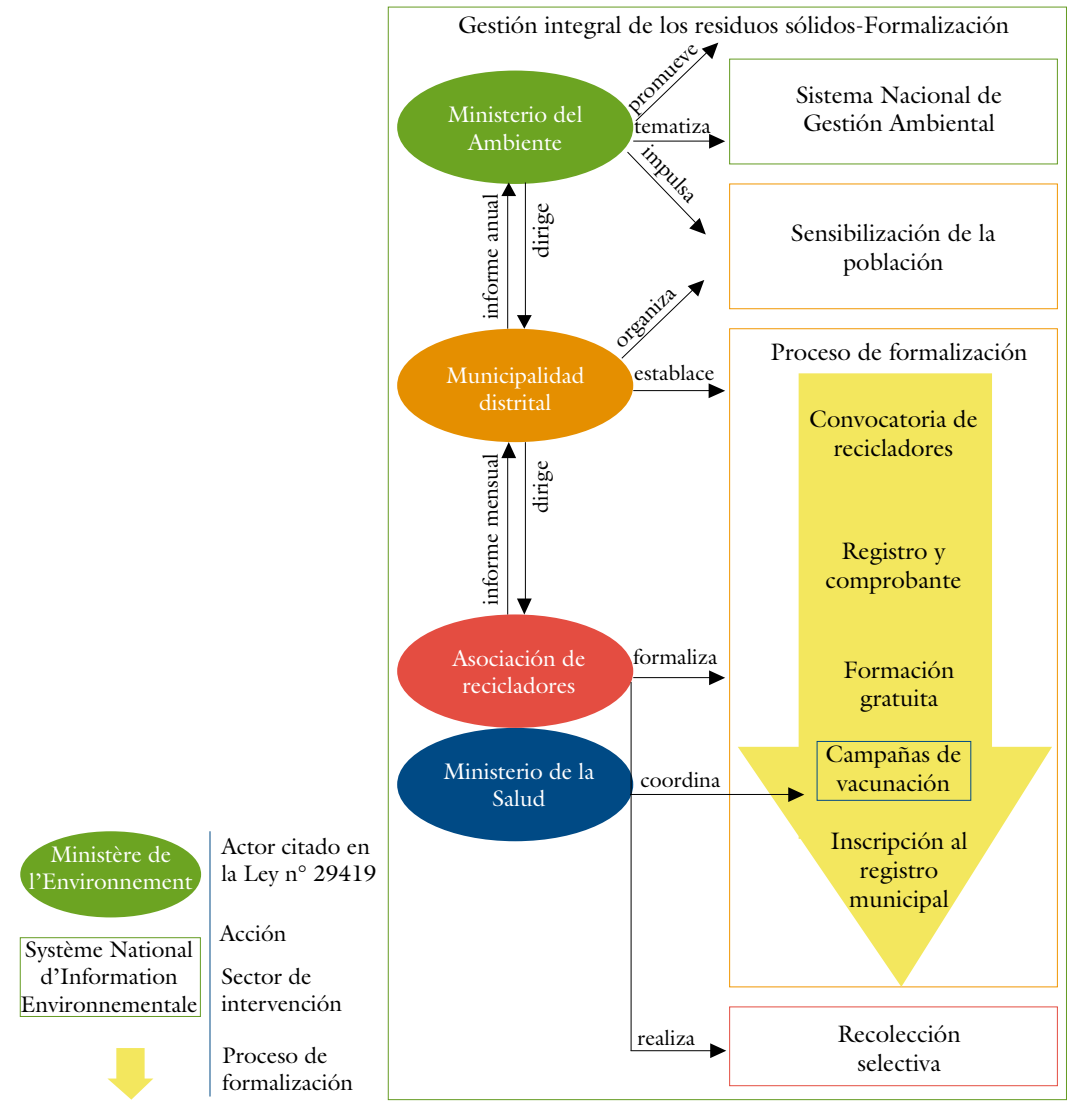 Gestión integral de los residuos sólidos-Formalización
Ministerio del
Ambiente
promueve
tematiza
impulsa
Sistema Nacional de
Gestión Ambiental
informe anual
dirige
Sensibilización de la
población
Municipalidad
distrital
organiza
establace
Proceso de formalización
Convocatoria de
recicladores
informe mensual
dirige
Registro y
comprobante
Asociación de
recicladores
formaliza
Formación
gratuita
Ministerio de la
Salud
coordina
Campañas de
vacunación
Inscripción al
registro
municipal
realiza
Recolección
selectiva
Ministère de
l’Environnement
Actor citado en
la Ley n° 29419
Acción
Système National
d’Information
Environnementale
Sector de
intervención
Proceso de
formalización